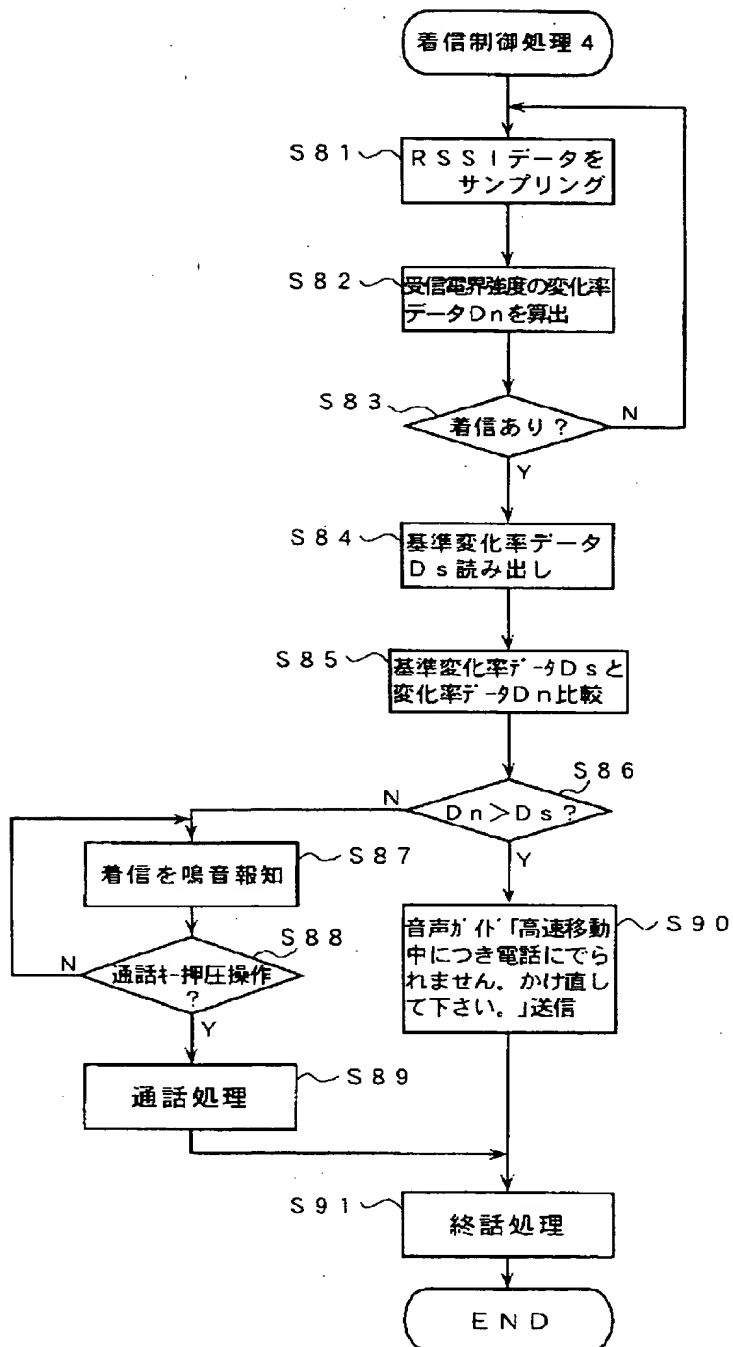 着信制御処理4
S81
RSSIデータを
サンプリング
S82
受信電界強度の変化率
データDnを算出
S83
着信あり?
N
Y
S84
基準変化率データ
Ds読み出し
S85
基準変化率データDsと
変化率データDn比較
S86
Dn>Ds?
N
Y
S87
着信を鳴音報知
S88
通話キー押圧操作
?
N
Y
S89
通話処理
S90
音声ガイド「高速移動
中につき電話にでら
れません。かけ直し
て下さい。」送信
S91
終話処理
END